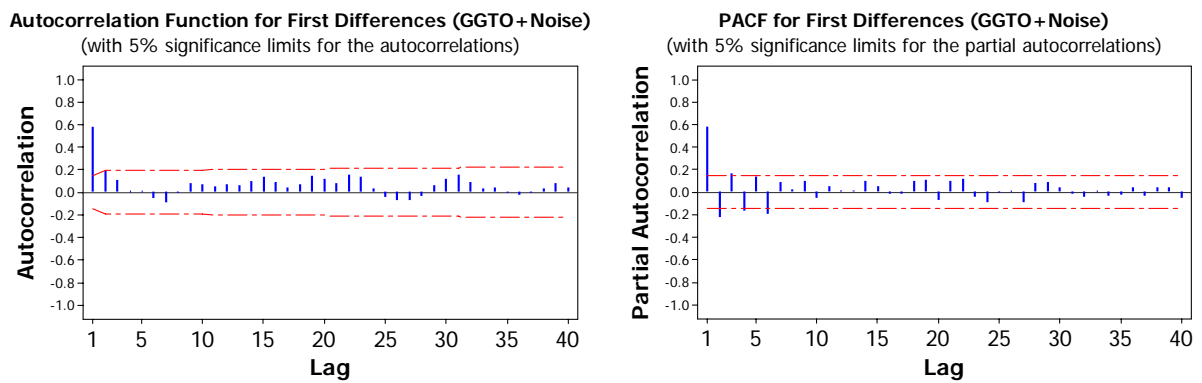 Autocorrelation Function for First Differences (GGTO+Noise)
(with 5% significance limits for the autocorrelations)
Autocorrelation
1.0
0.8
0.6
0.4
0.2
0.0
-0.2
-0.4
-0.6
-0.8
-1.0
1 5 10 15 20 25 30 35 40
Lag
PACF for First Differences (GGTO+Noise)
(with 5% significance limits for the partial autocorrelations)
Partial Autocorrelation
1.0
0.8
0.6
0.4
0.2
0.0
-0.2
-0.4
-0.6
-0.8
-1.0
1 5 10 15 20 25 30 35 40
Lag